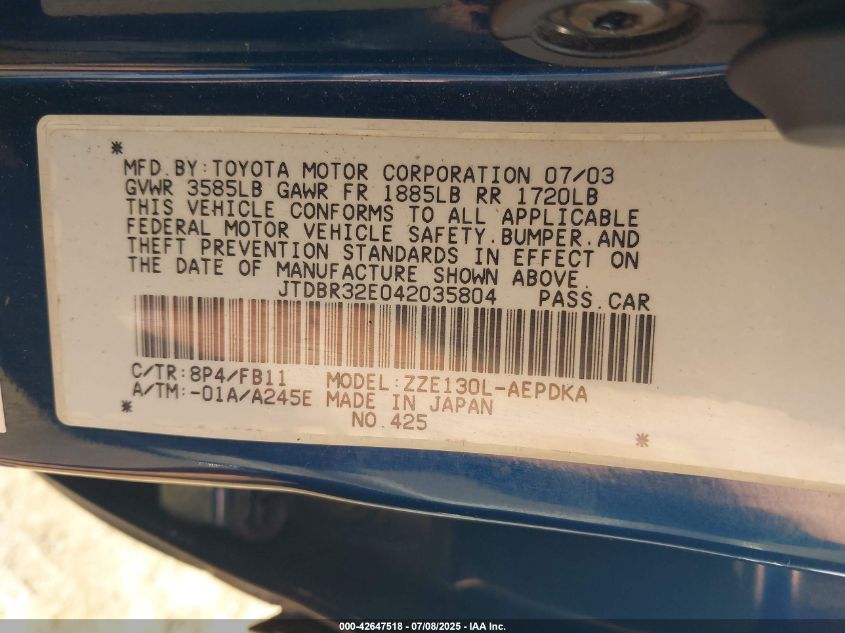 *
MFD.BY:TOYOTA MOTOR CORPORATION 07/03
GVWR 3585LB GAWR FR 1885LB RR 1720LB
THIS VEHICLE CONFORMS TO ALL APPLICABLE
FEDERAL MOTOR VEHICLE SAFETY.BUMPER.AND
THEFT PREVENTION STANDARDS IN EFFECT ON
THE DATE OF MANUFACTURE SHOWN ABOVE.
JTDBR32E042035804 PASS.CAR
C/TR:8P4/FB11 MODEL:ZZE130L-AEPDKA
A/TM:-01A/A245E MADE IN JAPAN
* NO.425 *
000-42647518 - 07/08/2025 - IAA Inc.